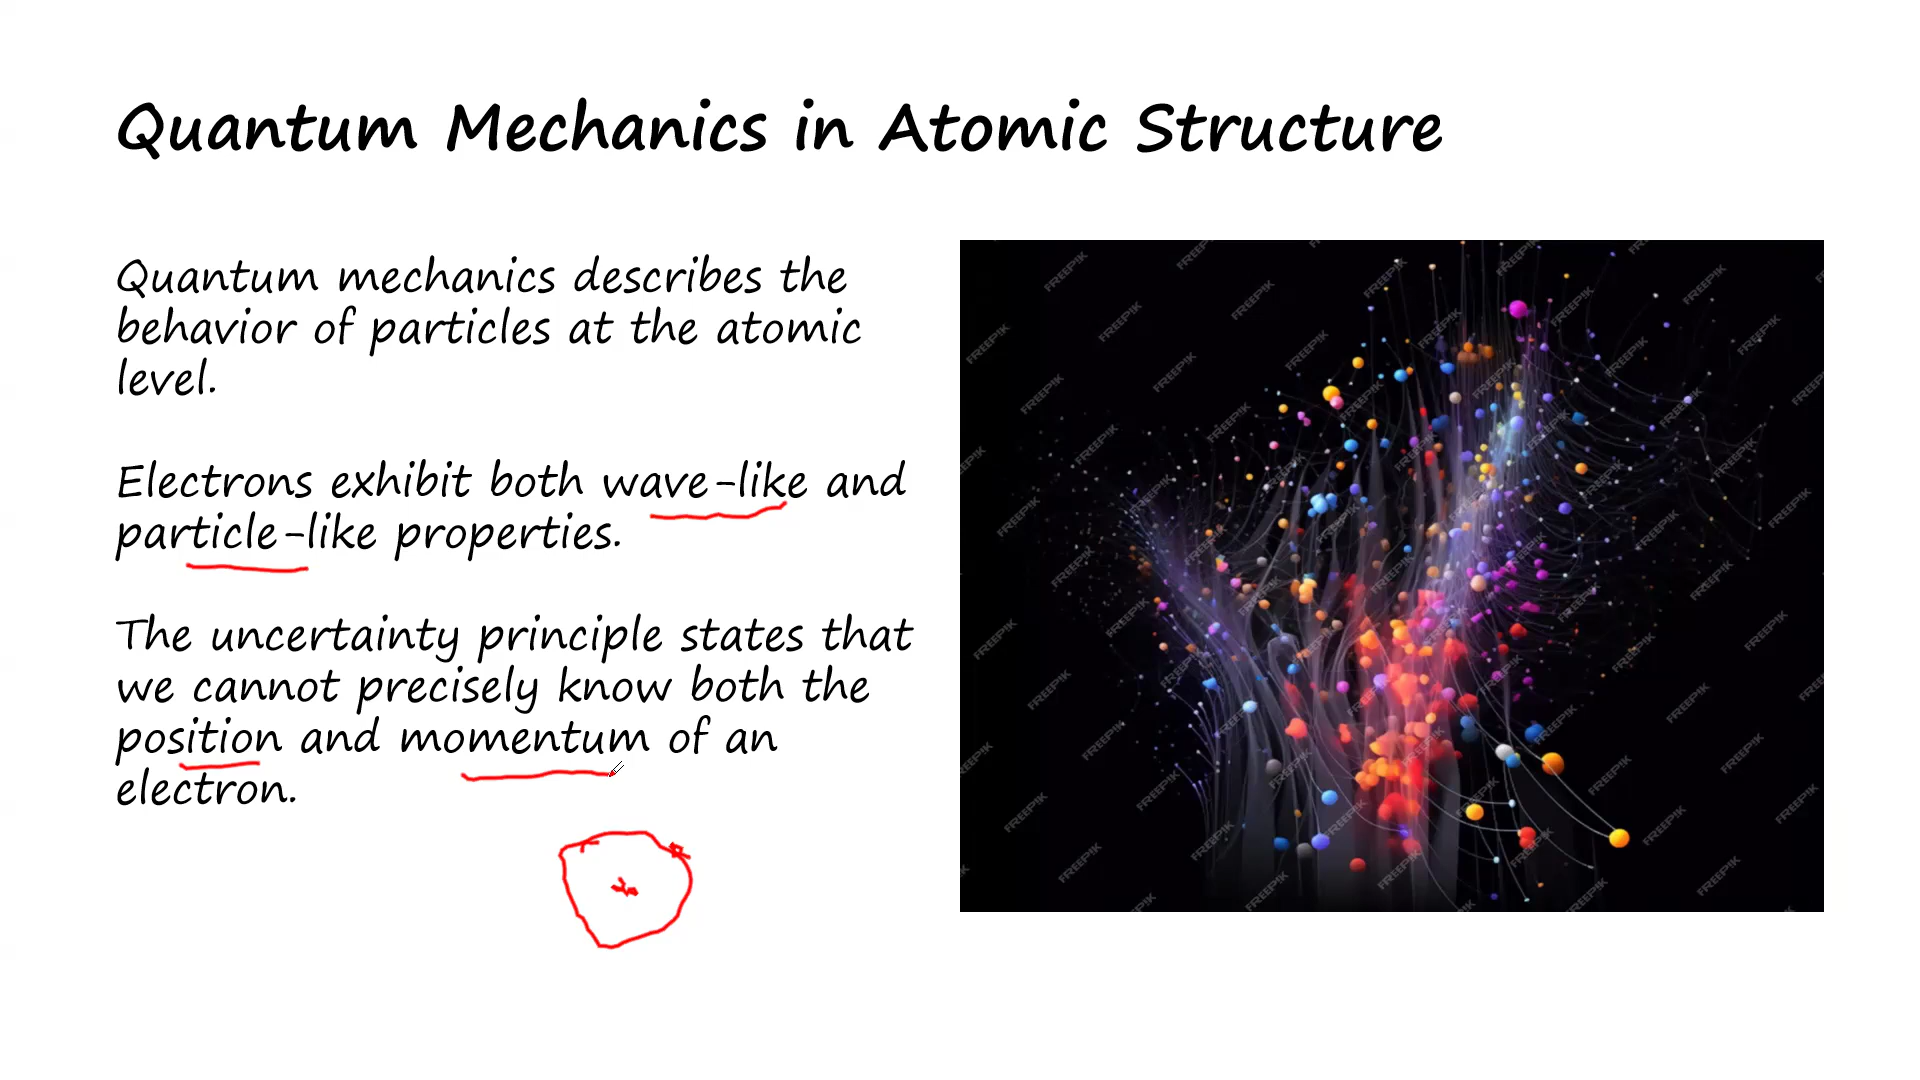 Quantum Mechanics in Atomic Structure
Quantum mechanics describes the
behavior of particles at the atomic
level.
Electrons exhibit both wave-like and
particle-like properties.
The uncertainty principle states that
we cannot precisely know both the
position and momentum of an
electron.
FREEPIK